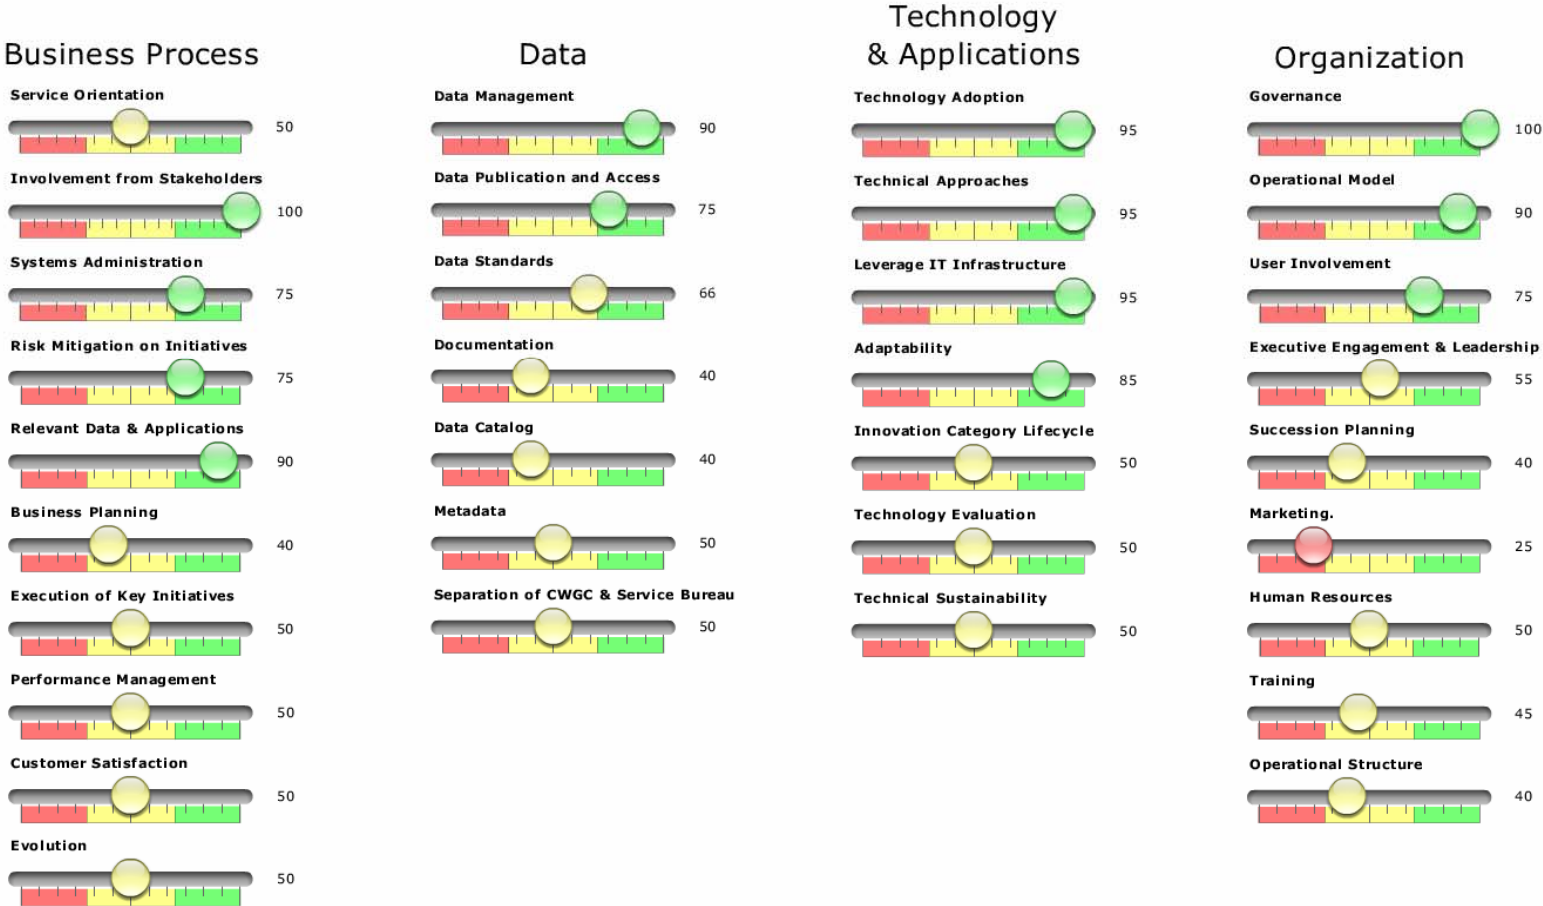 Business Process
Service Orientation
50
Involvement from Stakeholders
100
Systems Administration
75
Risk Mitigation on Initiatives
75
Relevant Data & Applications
90
Business Planning
40
Execution of Key Initiatives
50
Performance Management
50
Customer Satisfaction
50
Evolution
50
Data
Data Management
90
Data Publication and Access
75
Data Standards
66
Documentation
40
Data Catalog
40
Metadata
50
Separation of CWGC & Service Bureau
50
Technology
& Applications
Technology Adoption
95
Technical Approaches
95
Leverage IT Infrastructure
95
Adaptability
85
Innovation Category Lifecycle
50
Technology Evaluation
50
Technical Sustainability
50
Organization
Governance
100
Operational Model
90
User Involvement
75
Executive Engagement & Leadership
55
Succession Planning
40
Marketing.
25
Human Resources
50
Training
45
Operational Structure
40